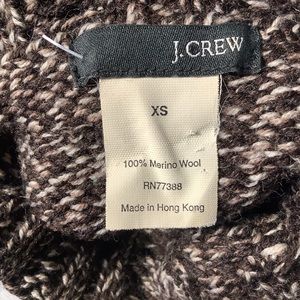 J.CREW
XS
100% Merino Wool
RN77388
Made in Hong Kong